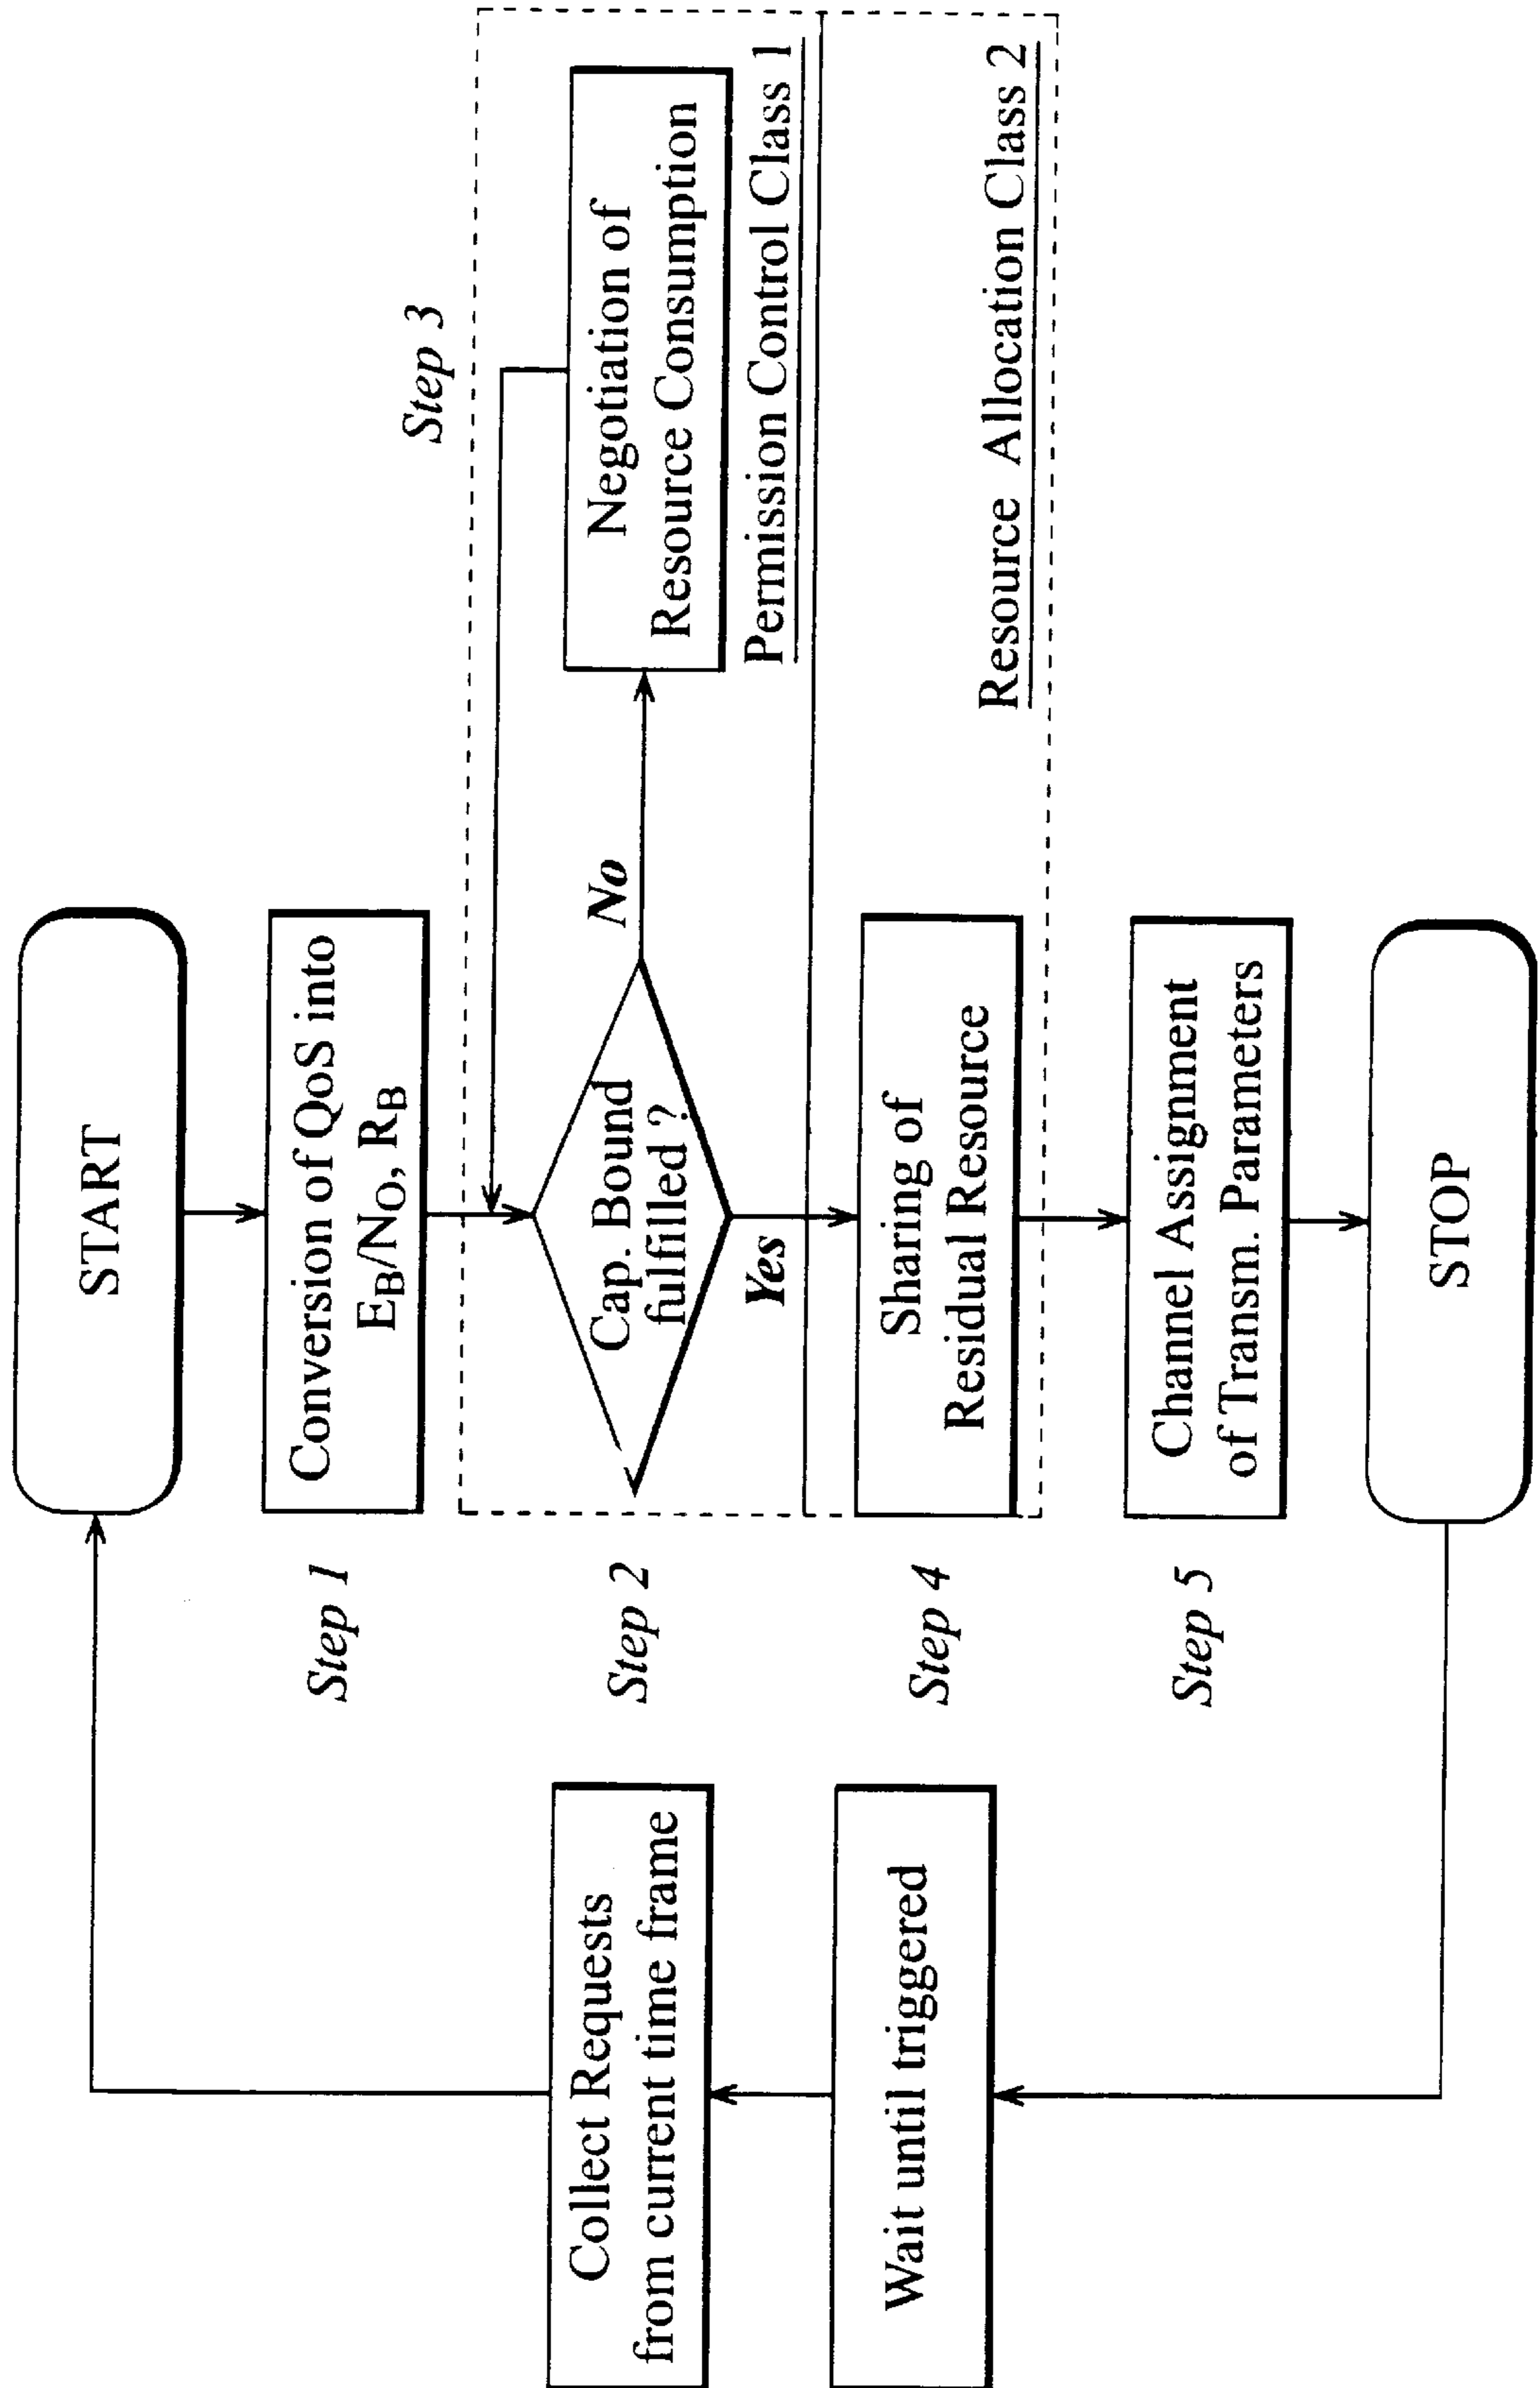 START
Step 1
Conversion of QoS into
EB/NO, RB
Step 3
Step 2
Cap. Bound
fulfilled ?
No
Negotiation of
Resource Consumption
Yes
Permission Control Class 1
Collect Requests
from current time frame
Step 4
Sharing of
Residual Resource
Resource Allocation Class 2
Wait until triggered
Step 5
Channel Assignment
of Transm. Parameters
STOP